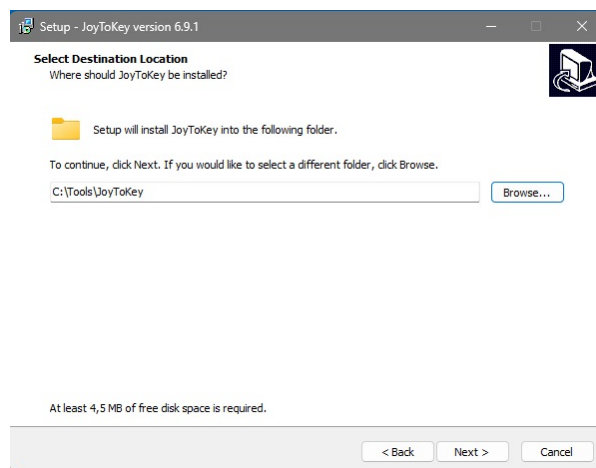 Setup - JoyToKey version 6.9.1
Select Destination Location
Where should JoyToKey be installed?
Setup will install JoyToKey into the following folder.
To continue, click Next. If you would like to select a different folder, click Browse.
C:\Tools\JoyToKey
Browse...
At least 4,5 MB of free disk space is required.
< Back
Next >
Cancel